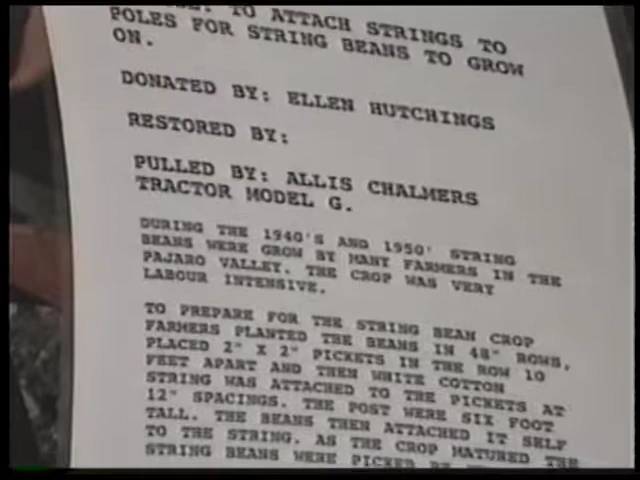 TO ATTACH STRINGS TO
POLES FOR STRING BEANS TO GROW
ON.
DONATED BY: ELLEN HUTCHINGS
RESTORED BY:
PULLED BY: ALLIS CHALMERS
TRACTOR MODEL G.
DURING THE 1940'S AND 1950' STRING
BEANS WERE GROW BY MANY FARMERS IN THE
PAJARO VALLEY. THE CROP WAS VERY
LABOUR INTENSIVE.
TO PREPARE FOR THE STRING BEAN CROP
FARMERS PLANTED THE BEANS IN 48" ROWS,
PLACED 2" X 2" PICKETS IN THE ROW 10
FEET APART AND THEN WHITE COTTON
STRING WAS ATTACHED TO THE PICKETS AT
12" SPACINGS. THE POST WERE SIX FOOT
TALL. THE BEANS THEN ATTACHED IT SELF
TO THE STRING. AS THE CROP MATURED THE
STRING BEANS WERE PICKED